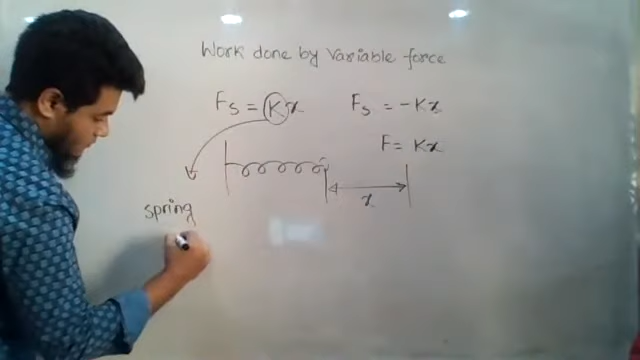 Work done by Variable force
Fs = Kx Fs = -Kx
F = Kx
x
spring